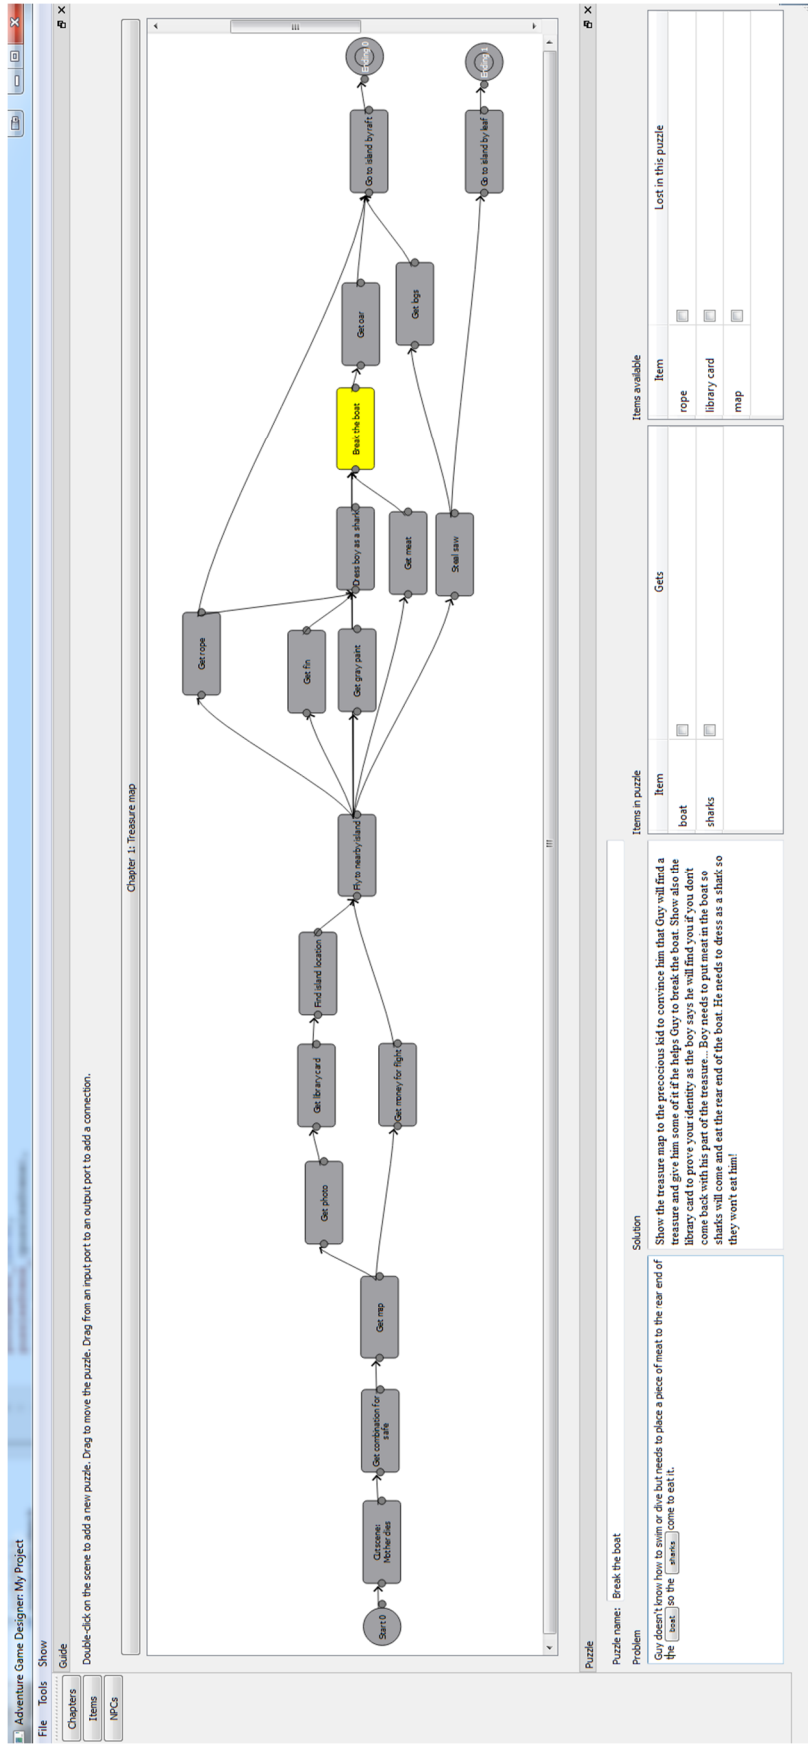 Adventure Game Designer: My Project
File Tools Show
Chapters
Items
NPCs
Guide
Double-click on the scene to add a new puzzle. Drag to move the puzzle. Drag from an input port to an output port to add a connection.
Chapter 1: Treasure map
Start 0
Cutscene:
Mother dies
Get combination for
safe
Get map
Get photo
Get library card
Find island location
Get money for flight
Fly to nearby island
Get rope
Get fin
Get gray paint
Dress boy as a shark
Get meat
Steal saw
Break the boat
Get oar
Get logs
Go to island by raft
Go to island by leaf
Ending 0
Ending 1
Puzzle
Puzzle name: Break the boat
Problem
Guy doesn't know how to swim or dive but needs to place a piece of meat to the rear end of
the boat so the sharks come to eat it.
Solution
Show the treasure map to the precocious kid to convince him that Guy will find a
treasure and give him some of it if he helps Guy to break the boat. Show also the
library card to prove your identity as the boy says he will find you if you don't
come back with his part of the treasure... Boy needs to put meat in the boat so
sharks will come and eat the rear end of the boat. He needs to dress as a shark so
they won't eat him!
Items in puzzle
Item Gets
boat
sharks
Items available
Item Lost in this puzzle
rope
library card
map